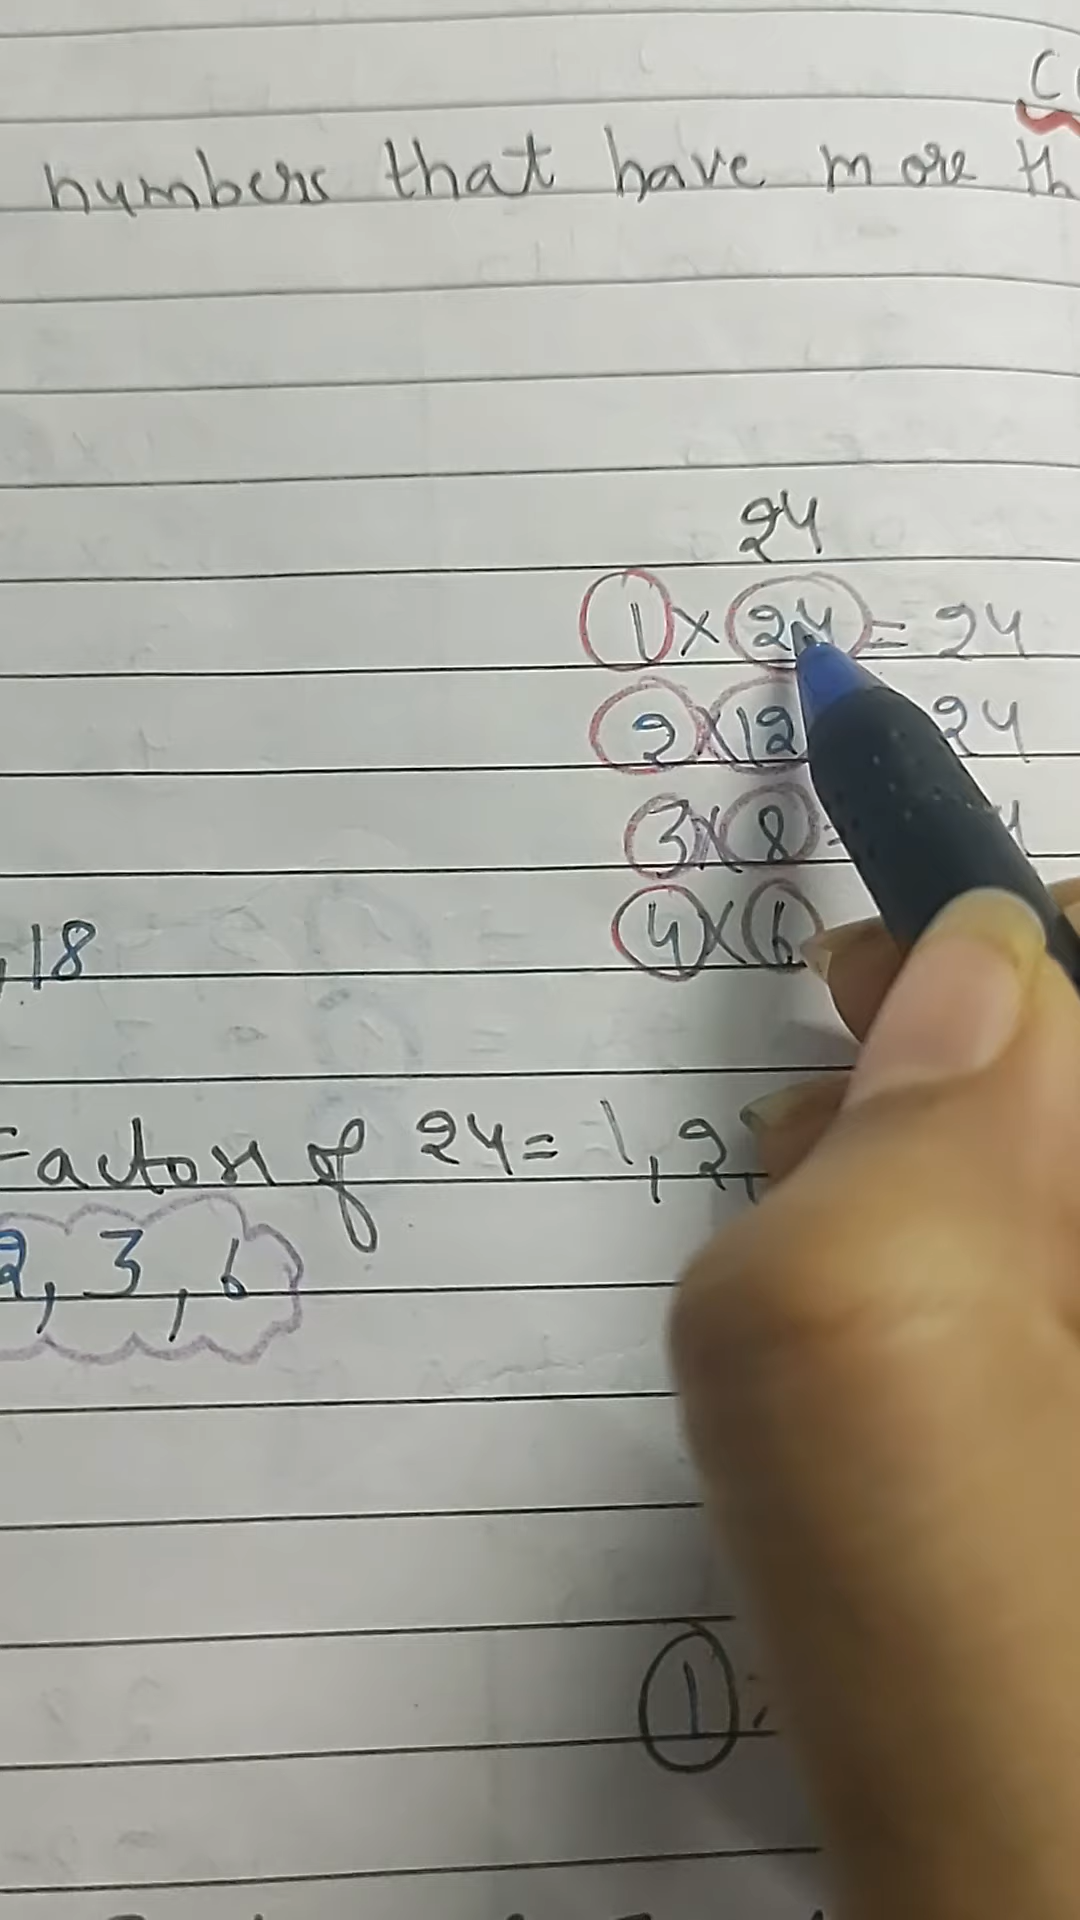 numbers that have more th
24
1 × 24 = 24
2 × 12 24
3 × 8 =
4 × 6
, 18
Factor of 24 = 1, 2,
2, 3, 6
1